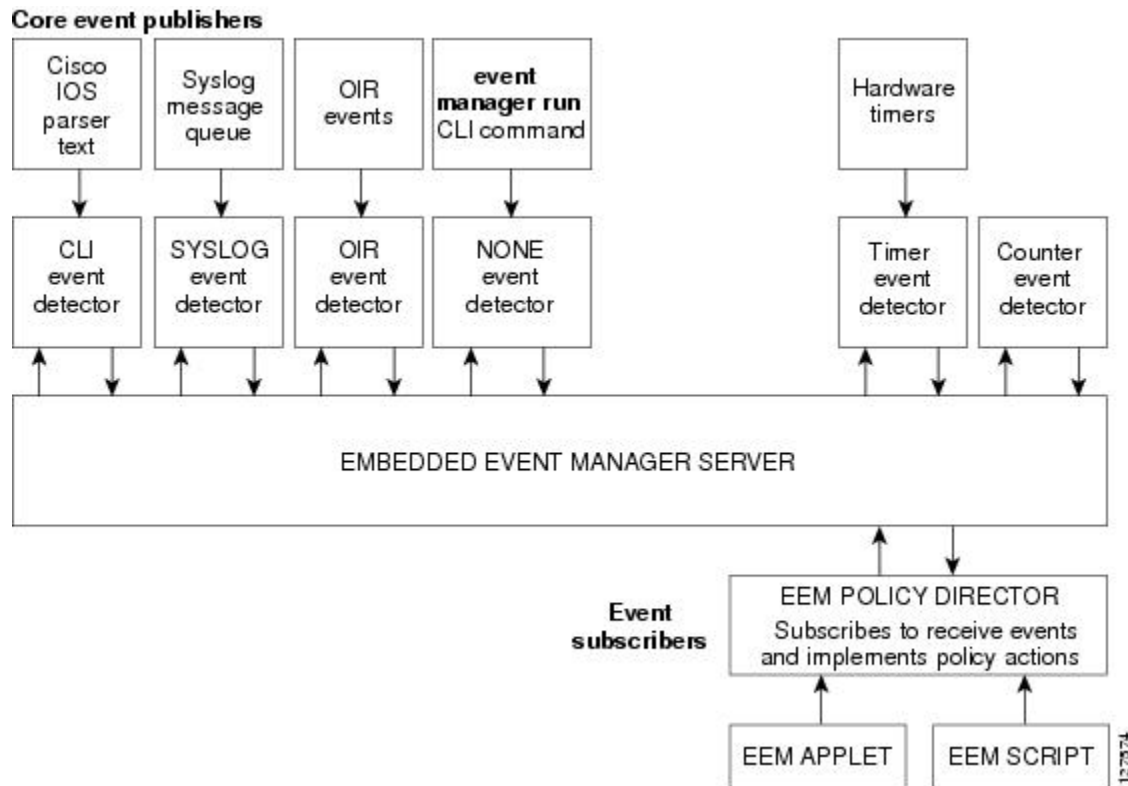 Core event publishers
Cisco
IOS
parser
text
Syslog
message
queue
OIR
events
event
manager run
CLI command
Hardware
timers
CLI
event
detector
SYSLOG
event
detector
OIR
event
detector
NONE
event
detector
Timer
event
detector
Counter
event
detector
EMBEDDED EVENT MANAGER SERVER
Event
subscribers
EEM POLICY DIRECTOR
Subscribes to receive events
and implements policy actions
EEM APPLET
EEM SCRIPT
127574